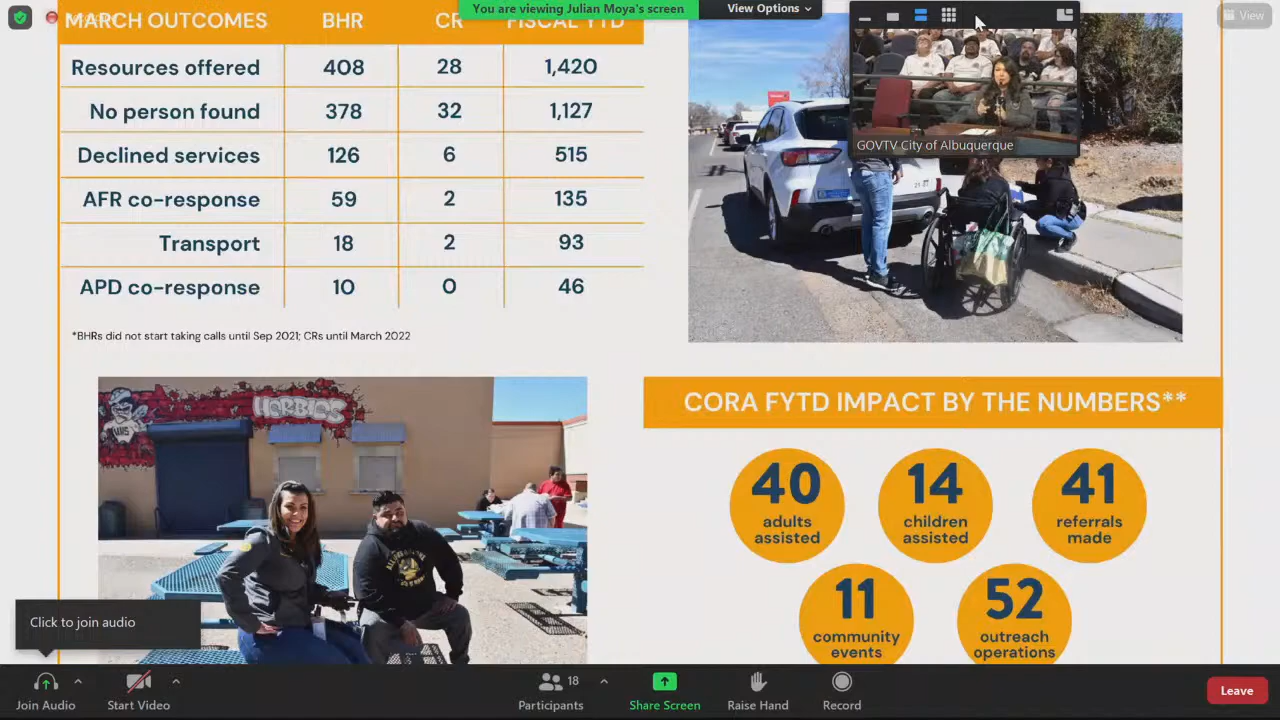 You are viewing Julian Moya's screen
View Options
View
MARCH OUTCOMES BHR CR FISCAL YTD
Resources offered 408 28 1,420
No person found 378 32 1,127
Declined services 126 6 515
AFR co-response 59 2 135
Transport 18 2 93
APD co-response 10 0 46
*BHRs did not start taking calls until Sep 2021; CRs until March 2022
GOVTV City of Albuquerque
HORBIES
CORA FYTD IMPACT BY THE NUMBERS**
40
adults
assisted
14
children
assisted
41
referrals
made
11
community
events
52
outreach
operations
Click to join audio
Join Audio
Start Video
Participants
18
Share Screen
Raise Hand
Record
Leave